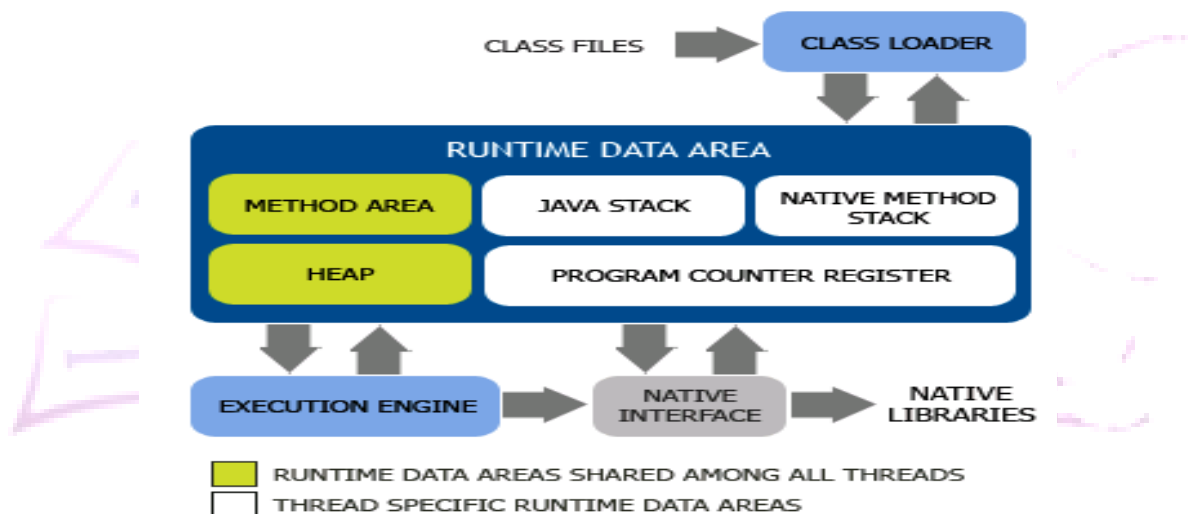 CLASS FILES
CLASS LOADER
RUNTIME DATA AREA
METHOD AREA
JAVA STACK
NATIVE METHOD
STACK
HEAP
PROGRAM COUNTER REGISTER
EXECUTION ENGINE
NATIVE
INTERFACE
NATIVE
LIBRARIES
RUNTIME DATA AREAS SHARED AMONG ALL THREADS
THREAD SPECIFIC RUNTIME DATA AREAS